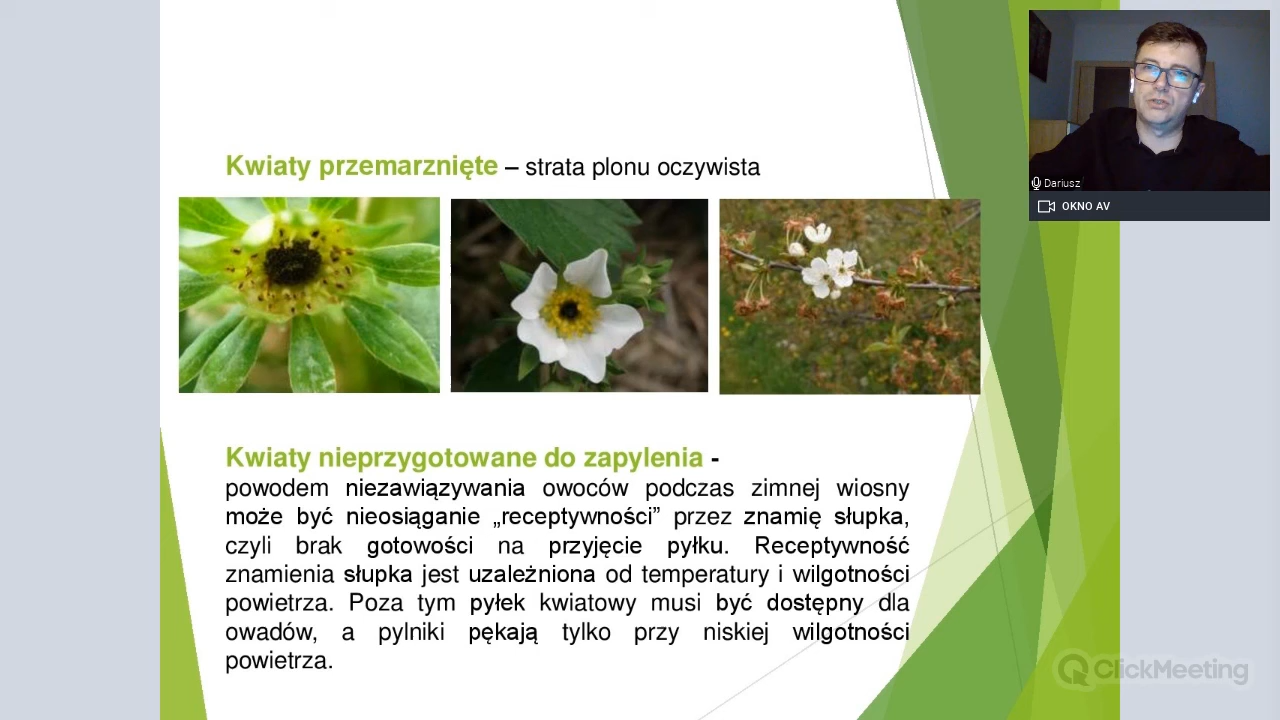 Kwiaty przemarznięte – strata plonu oczywista
Kwiaty nieprzygotowane do zapylenia -
powodem niezawiązywania owoców podczas zimnej wiosny
może być nieosiąganie „receptywności” przez znamię słupka,
czyli brak gotowości na przyjęcie pyłku. Receptywność
znamienia słupka jest uzależniona od temperatury i wilgotności
powietrza. Poza tym pyłek kwiatowy musi być dostępny dla
owadów, a pylniki pękają tylko przy niskiej wilgotności
powietrza.
Dariusz
OKNO AV
ClickMeeting